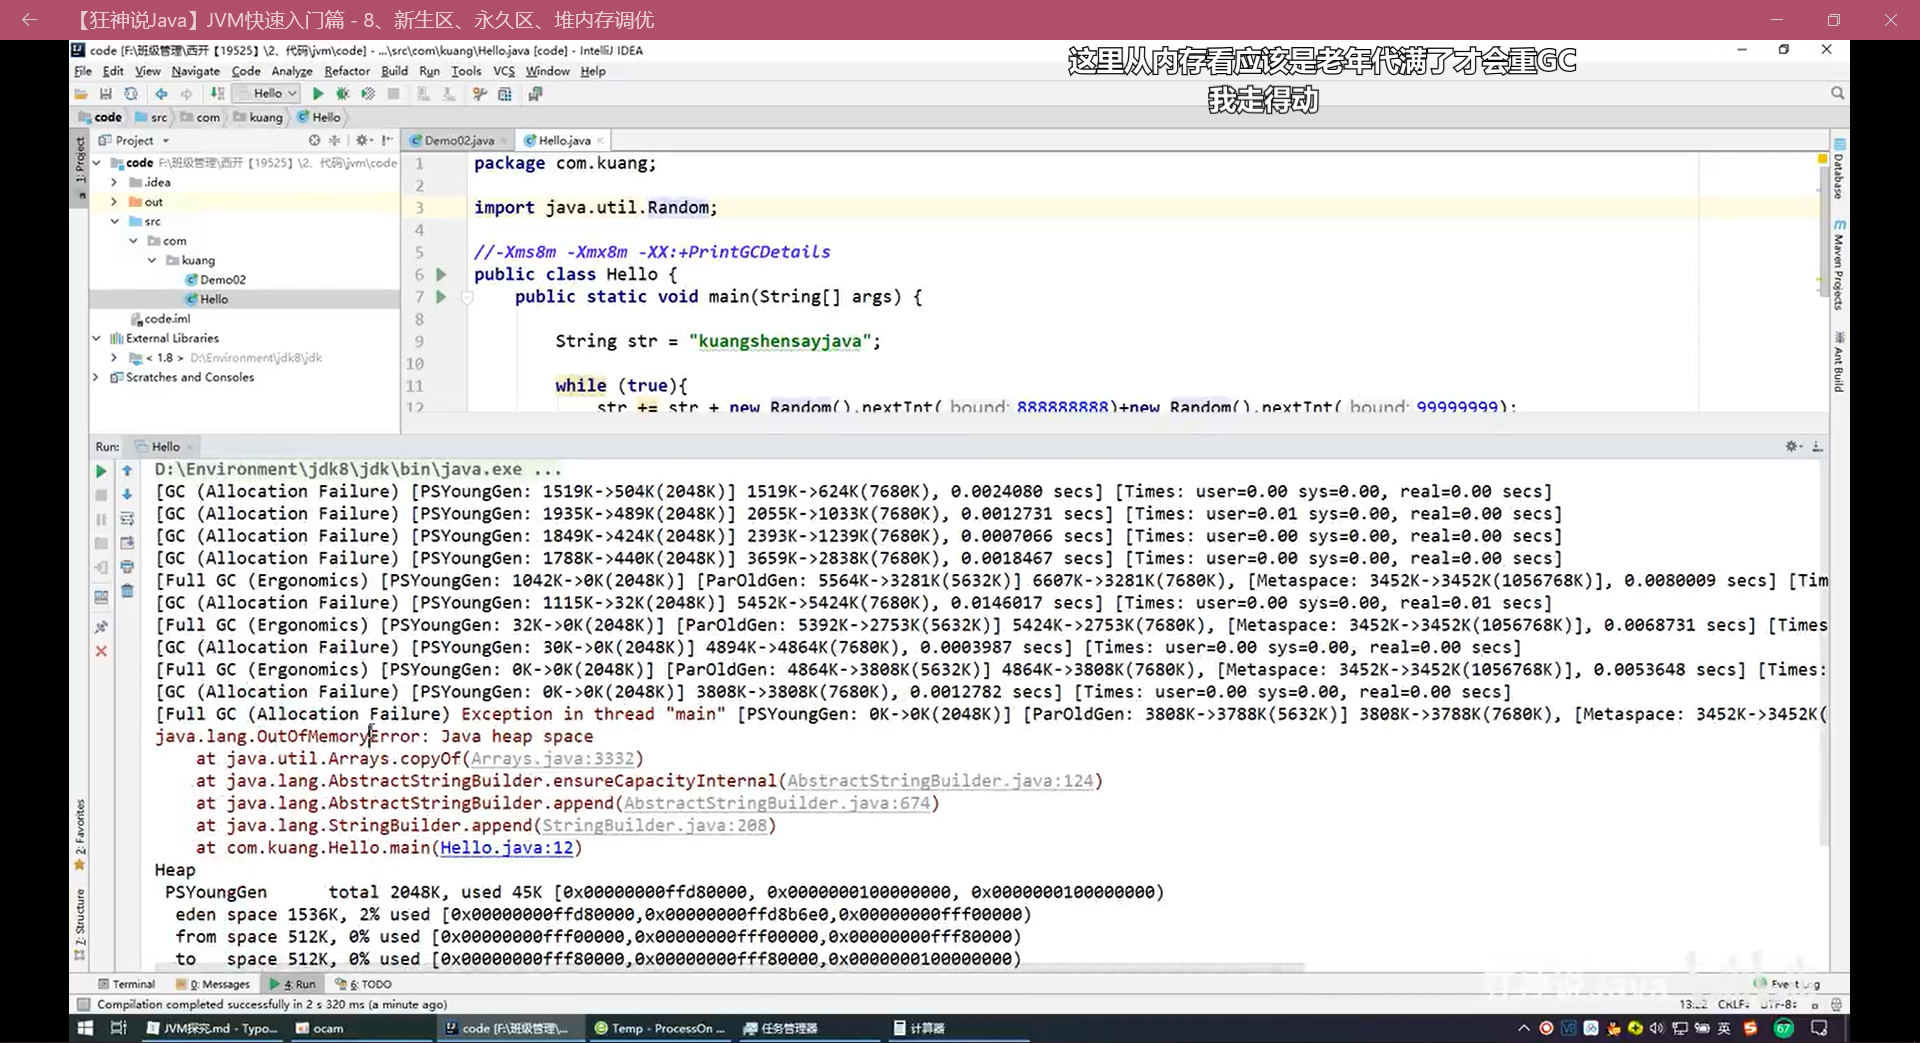 【狂神说Java】JVM快速入门篇 - 8、新生区、永久区、堆内存调优
code [F:\班级管理\西开【19525】\2、代码\jvm\code] - ...\src\com\kuang\Hello.java [code] - IntelliJ IDEA
这里从内存看应该是老年代满了才会重GC
File Edit View Navigate Code Analyze Refactor Build Run Tools VCS Window Help
我走得动
Hello
code src com kuang Hello
1: Project
Project
Demo02.java
Hello.java
code F:\班级管理\西开【19525】\2、代码\jvm\code
.idea
out
src
com
kuang
Demo02
Hello
code.iml
External Libraries
< 1.8 > D:\Environment\jdk8\jdk
Scratches and Consoles
1 package com.kuang;
2
3 import java.util.Random;
4
5 //-Xms8m -Xmx8m -XX:+PrintGCDetails
6 public class Hello {
7 public static void main(String[] args) {
8
9 String str = "kuangshensayjava";
10
11 while (true){
12 str += str + new Random().nextInt( bound: 888888888)+new Random().nextInt( bound: 99999999);
Database
Maven Projects
Ant Build
Run: Hello
D:\Environment\jdk8\jdk\bin\java.exe ...
[GC (Allocation Failure) [PSYoungGen: 1519K->504K(2048K)] 1519K->624K(7680K), 0.0024080 secs] [Times: user=0.00 sys=0.00, real=0.00 secs]
[GC (Allocation Failure) [PSYoungGen: 1935K->489K(2048K)] 2055K->1033K(7680K), 0.0012731 secs] [Times: user=0.01 sys=0.00, real=0.00 secs]
[GC (Allocation Failure) [PSYoungGen: 1849K->424K(2048K)] 2393K->1239K(7680K), 0.0007066 secs] [Times: user=0.00 sys=0.00, real=0.00 secs]
[GC (Allocation Failure) [PSYoungGen: 1788K->440K(2048K)] 3659K->2838K(7680K), 0.0018467 secs] [Times: user=0.00 sys=0.00, real=0.00 secs]
[Full GC (Ergonomics) [PSYoungGen: 1042K->0K(2048K)] [ParOldGen: 5564K->3281K(5632K)] 6607K->3281K(7680K), [Metaspace: 3452K->3452K(1056768K)], 0.0080009 secs] [Tim
[GC (Allocation Failure) [PSYoungGen: 1115K->32K(2048K)] 5452K->5424K(7680K), 0.0146017 secs] [Times: user=0.00 sys=0.00, real=0.01 secs]
[Full GC (Ergonomics) [PSYoungGen: 32K->0K(2048K)] [ParOldGen: 5392K->2753K(5632K)] 5424K->2753K(7680K), [Metaspace: 3452K->3452K(1056768K)], 0.0068731 secs] [Times
[GC (Allocation Failure) [PSYoungGen: 30K->0K(2048K)] 4894K->4864K(7680K), 0.0003987 secs] [Times: user=0.00 sys=0.00, real=0.00 secs]
[Full GC (Ergonomics) [PSYoungGen: 0K->0K(2048K)] [ParOldGen: 4864K->3808K(5632K)] 4864K->3808K(7680K), [Metaspace: 3452K->3452K(1056768K)], 0.0053648 secs] [Times:
[GC (Allocation Failure) [PSYoungGen: 0K->0K(2048K)] 3808K->3808K(7680K), 0.0012782 secs] [Times: user=0.00 sys=0.00, real=0.00 secs]
[Full GC (Allocation Failure) Exception in thread "main" [PSYoungGen: 0K->0K(2048K)] [ParOldGen: 3808K->3788K(5632K)] 3808K->3788K(7680K), [Metaspace: 3452K->3452K(
java.lang.OutOfMemoryError: Java heap space
at java.util.Arrays.copyOf(Arrays.java:3332)
at java.lang.AbstractStringBuilder.ensureCapacityInternal(AbstractStringBuilder.java:124)
at java.lang.AbstractStringBuilder.append(AbstractStringBuilder.java:674)
at java.lang.StringBuilder.append(StringBuilder.java:208)
at com.kuang.Hello.main(Hello.java:12)
Heap
PSYoungGen total 2048K, used 45K [0x00000000ffd80000, 0x0000000100000000, 0x0000000100000000)
eden space 1536K, 2% used [0x00000000ffd80000,0x00000000ffd8b6e0,0x00000000fff00000)
from space 512K, 0% used [0x00000000fff00000,0x00000000fff00000,0x00000000fff80000)
to space 512K, 0% used [0x00000000fff80000,0x00000000fff80000,0x0000000100000000)
2: Favorites
7: Structure
Terminal 0: Messages 4: Run 6: TODO
Event Log
Compilation completed successfully in 2 s 320 ms (a minute ago)
13:22 CRLF÷ UTF-8÷
JVM探究.md - Typo... ocam code [F:\班级管理\... Temp - ProcessOn ... 任务管理器 计算器
英 67